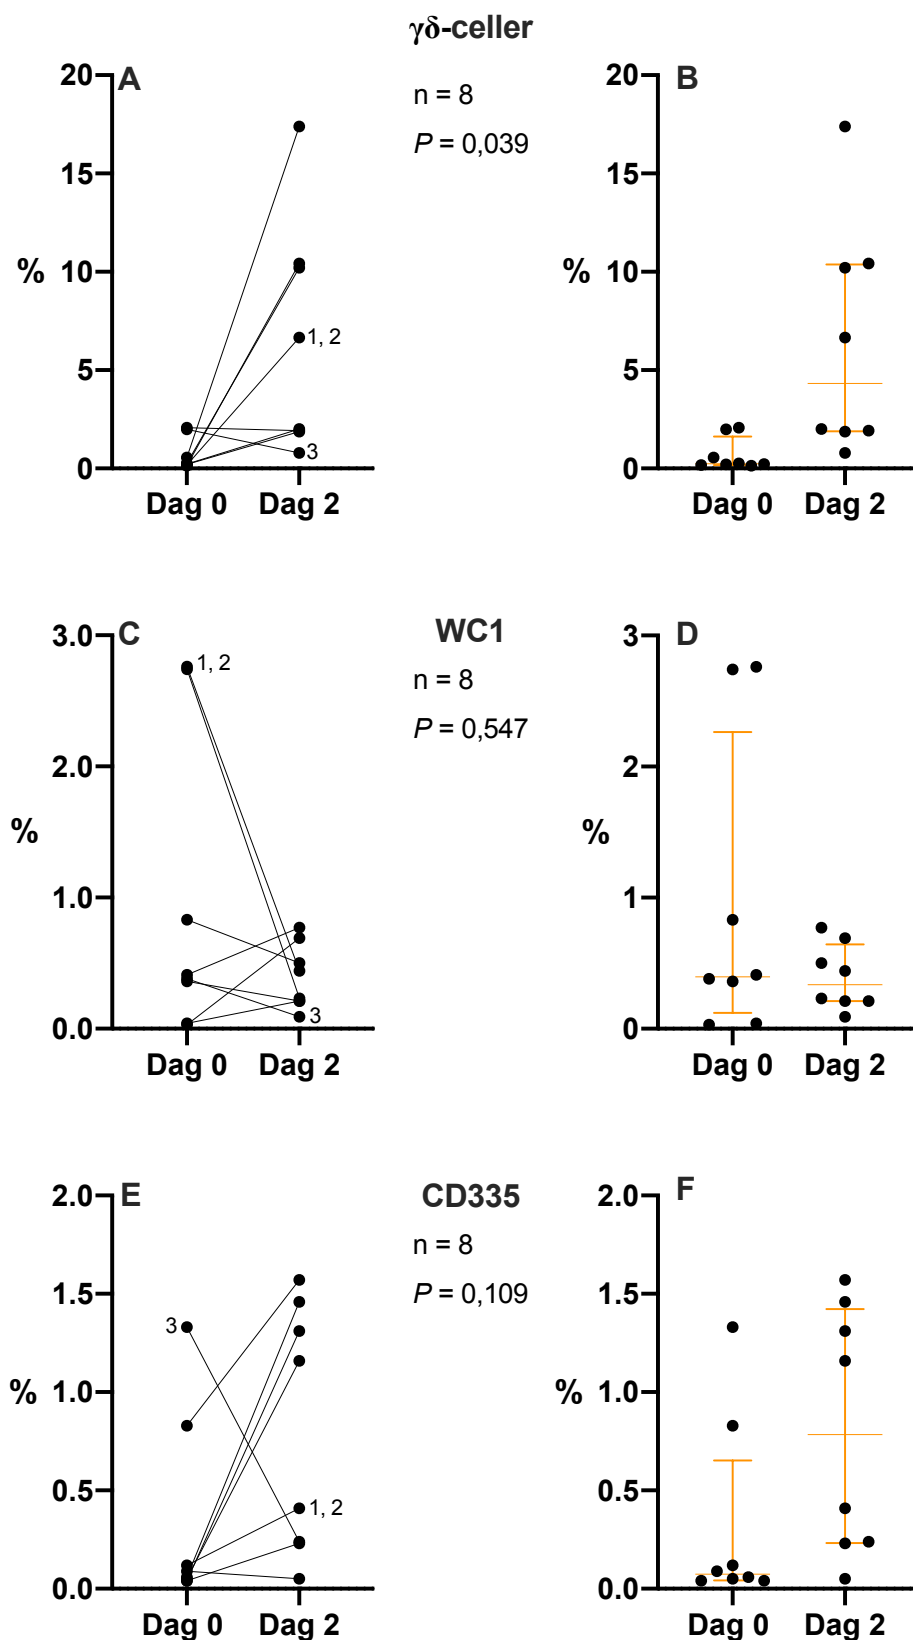 γδ-celler
A
n = 8
P = 0,039
B
20
15
%
10
5
0
1, 2
3
Dag 0
Dag 2
20
15
%
10
5
0
Dag 0
Dag 2
C
WC1
n = 8
P = 0,547
D
3.0
2.0
%
1.0
0.0
1, 2
3
Dag 0
Dag 2
3
2
%
1
0
Dag 0
Dag 2
E
CD335
n = 8
P = 0,109
F
2.0
1.5
%
1.0
0.5
0.0
3
1, 2
Dag 0
Dag 2
2.0
1.5
%
1.0
0.5
0.0
Dag 0
Dag 2